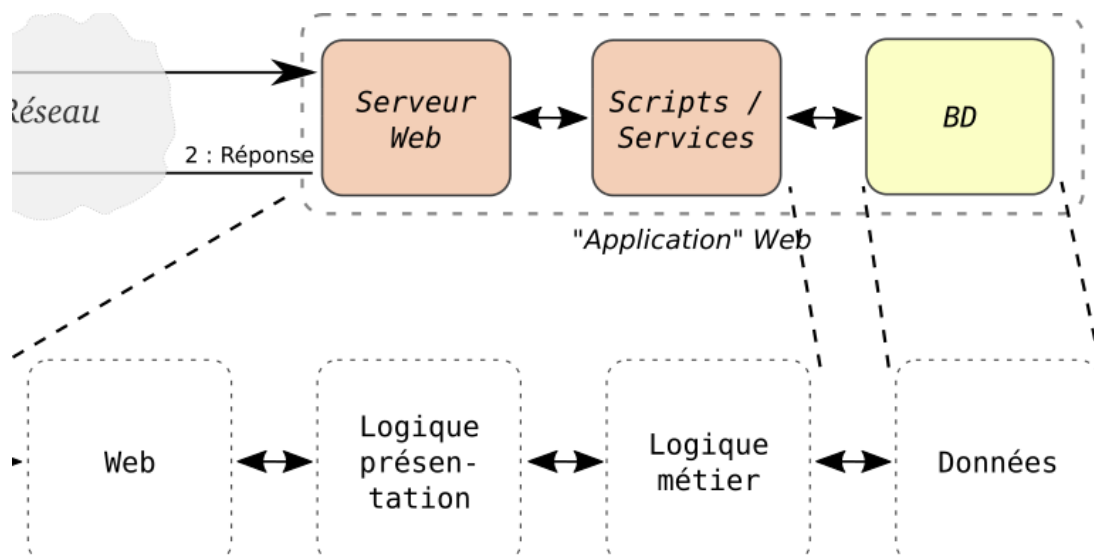 Réseau
2 : Réponse
Serveur
Web
Scripts /
Services
BD
"Application" Web
Web
Logique
présen-
tation
Logique
métier
Données